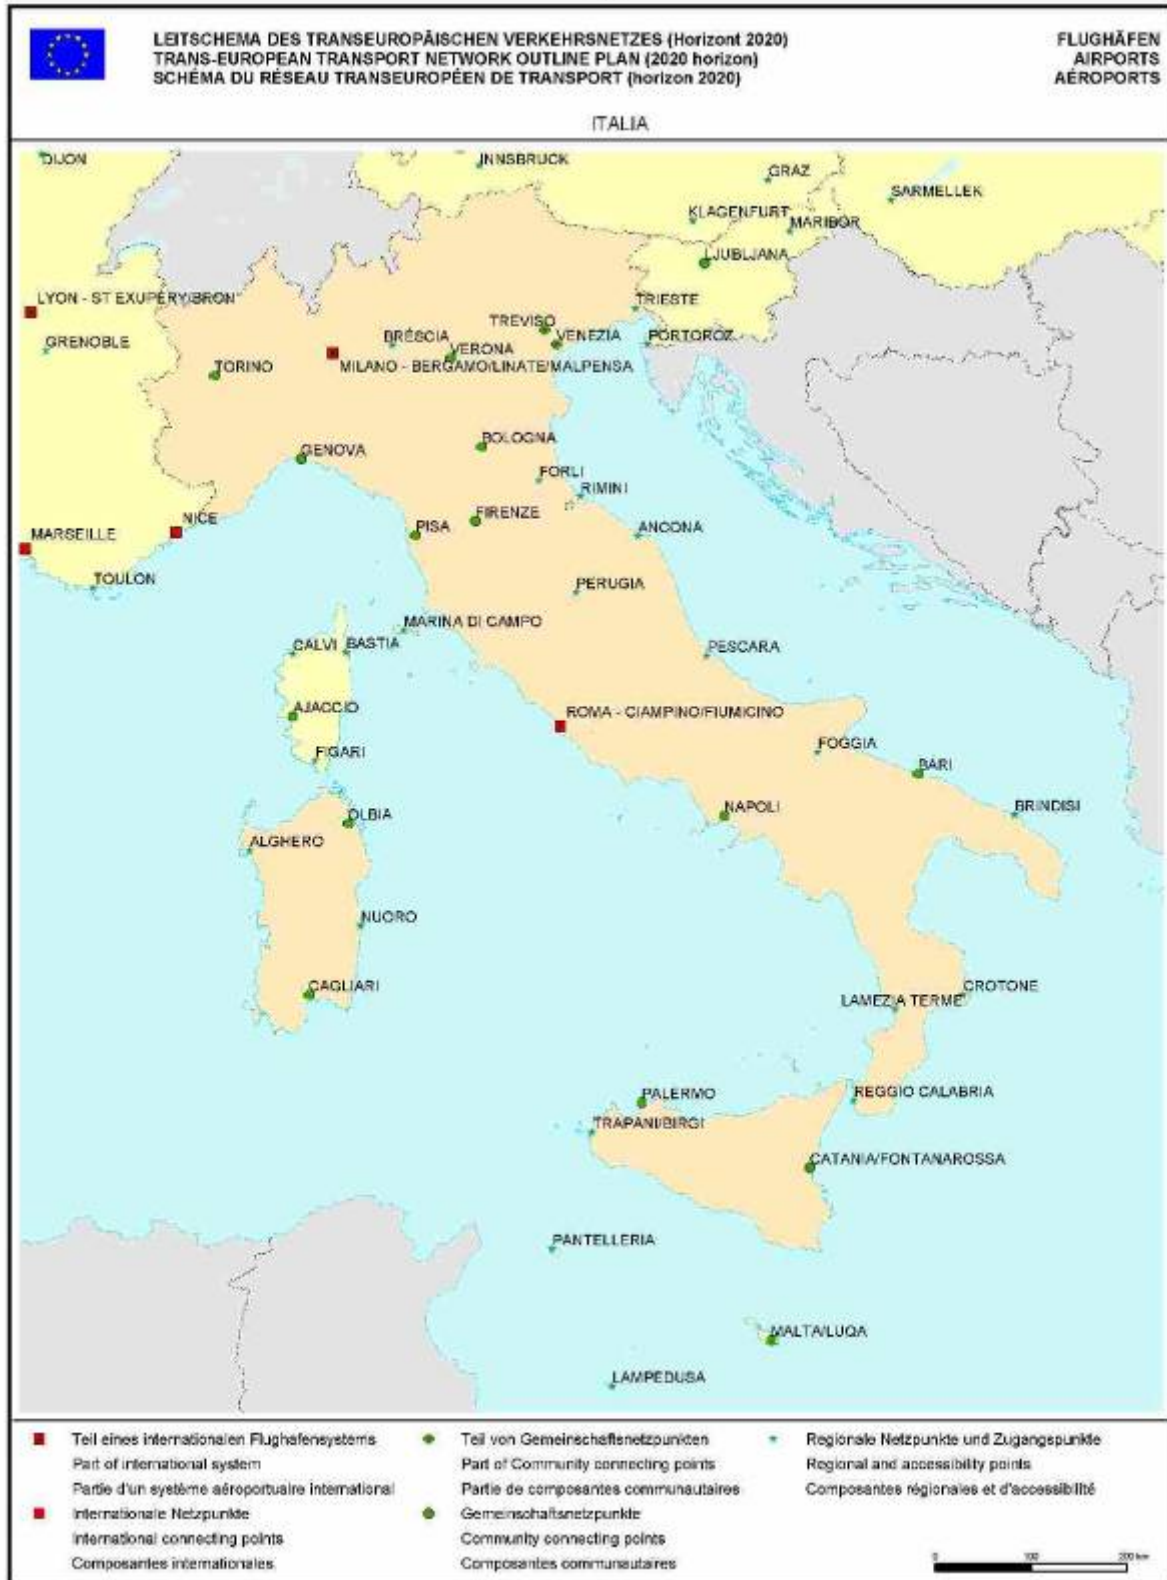 LEITSCHEMA DES TRANSEUROPÄISCHEN VERKEHRSNETZES (Horizont 2020)
TRANS-EUROPEAN TRANSPORT NETWORK OUTLINE PLAN (2020 horizon)
SCHÉMA DU RÉSEAU TRANSEUROPÉEN DE TRANSPORT (horizon 2020)
FLUGHÄFEN
AIRPORTS
AÉROPORTS
ITALIA
DIJON
INNSBRUCK
GRAZ
SARMELLEK
KLAGENFURT
MARIBOR
LJUBLJANA
LYON - ST EXUPÉRY/BRON
TRIESTE
TREVISO
GRENOBLE
BRÉSCIA
VENEZIA
PORTOROZ
VERONA
TORINO
MILANO - BERGAMO/LINATE/MALPENSA
BOLOGNA
GENOVA
FORLI
RIMINI
NICE
FIRENZE
MARSEILLE
PISA
ANCONA
TOULON
PERUGIA
MARINA DI CAMPO
CALVI
BASTIA
PESCARA
AJACCIO
ROMA - CIAMPINO/FIUMICINO
FIGARI
FOGGIA
BARI
OLBIA
NAPOLI
BRINDISI
ALGHERO
NUORO
CAGLIARI
CROTONE
LAMEZIA TERME
PALERMO
REGGIO CALABRIA
TRAPANI/BIRGI
CATANIA/FONTANAROSSA
PANTELLERIA
MALTA/LUQA
LAMPEDUSA
Teil eines internationalen Flughafensystems
Part of international system
Partie d'un système aéroportuaire international
Internationale Netzpunkte
International connecting points
Composantes internationales
Teil von Gemeinschaftsnetzpunkten
Part of Community connecting points
Partie de composantes communautaires
Gemeinschaftsnetzpunkte
Community connecting points
Composantes communautaires
Regionale Netzpunkte und Zugangspunkte
Regional and accessibility points
Composantes régionales et d'accessibilité
0 100 200 km